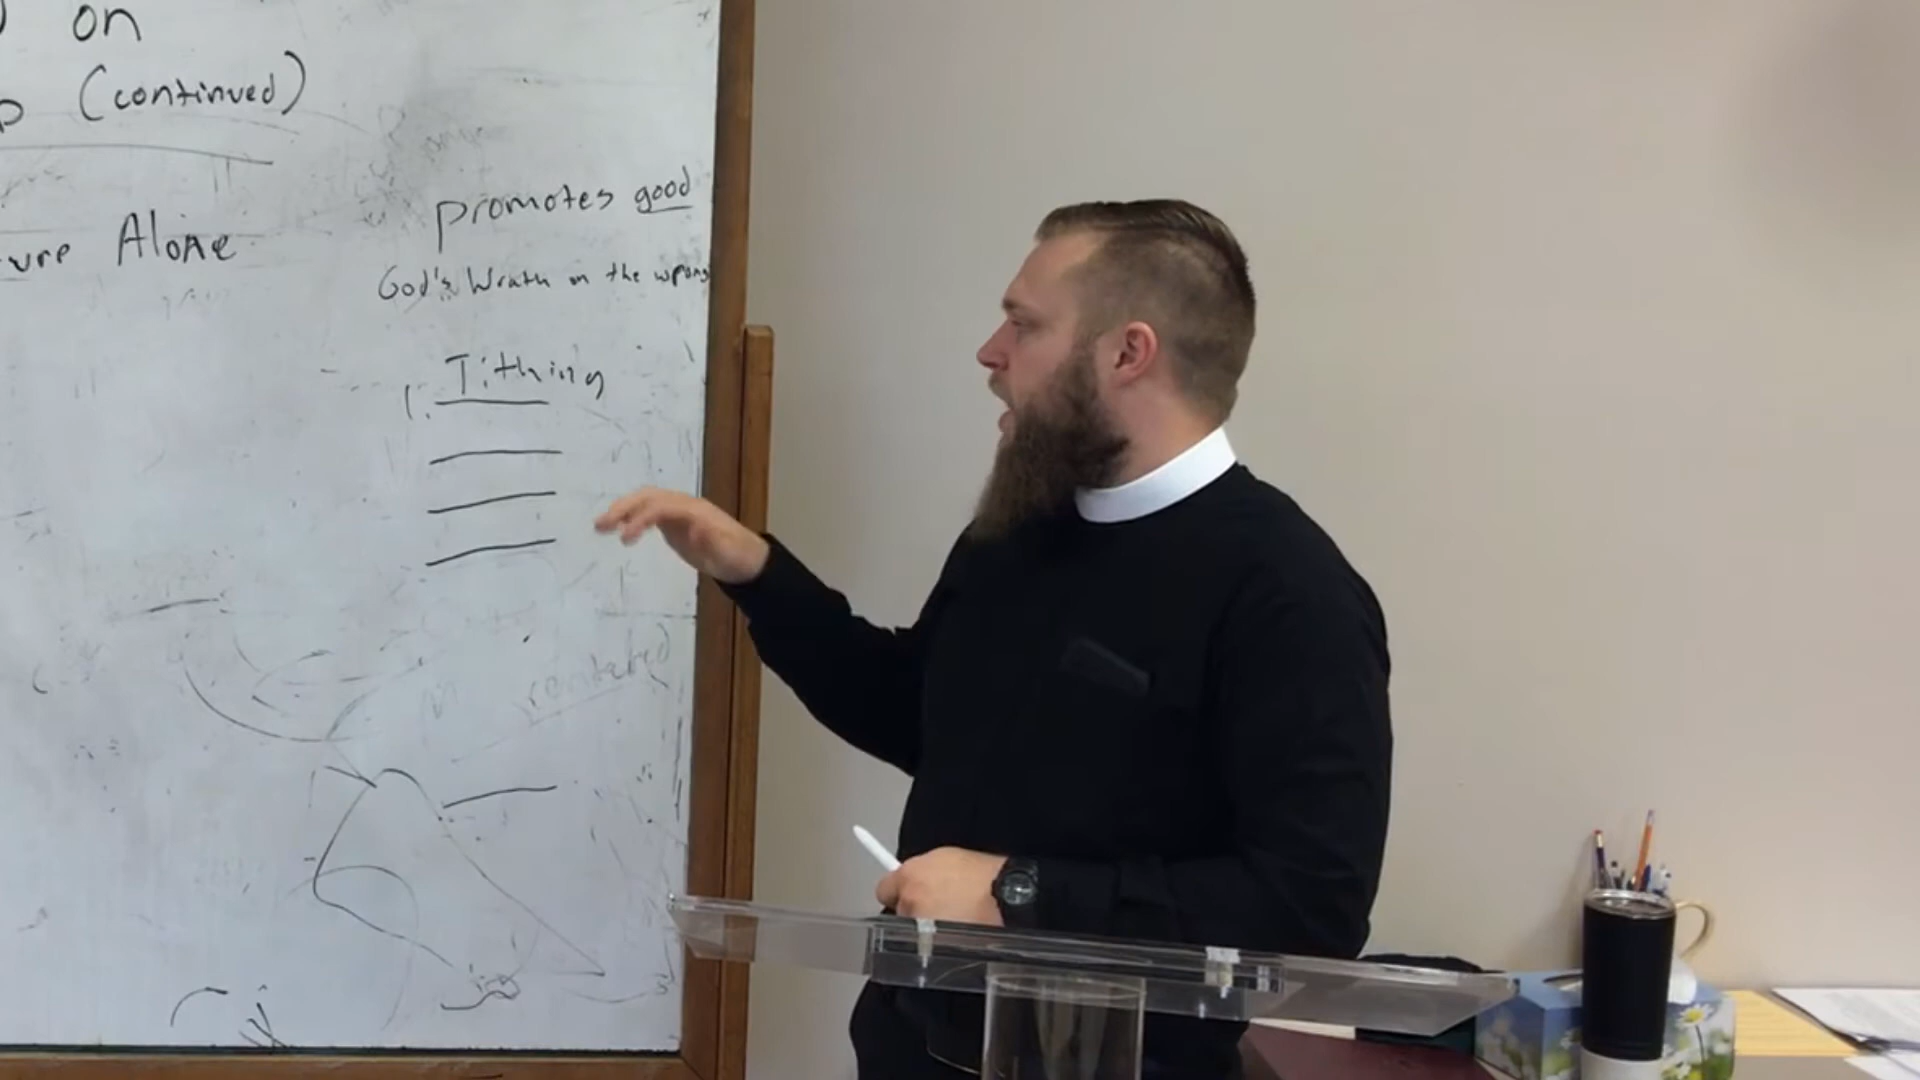 on
(continued)
promotes good
Alone
God's Wrath on the wrong
1. Tithing